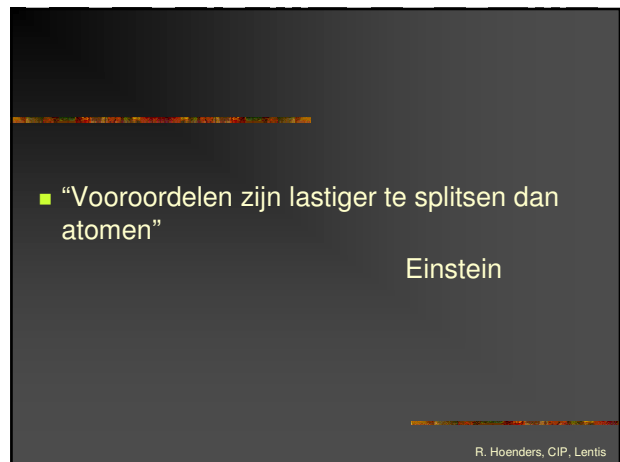 “Vooroordelen zijn lastiger te splitsen dan
atomen”
Einstein
R. Hoenders, CIP, Lentis